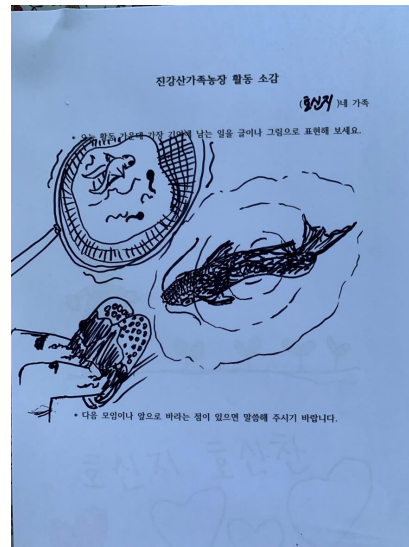 진강산가족농장 활동 소감
( )네 가족
* 오늘 활동 가운데 가장 기억에 남는 일을 글이나 그림으로 표현해 보세요.
* 다음 모임이나 앞으로 바라는 점이 있으면 말씀해 주시기 바랍니다.